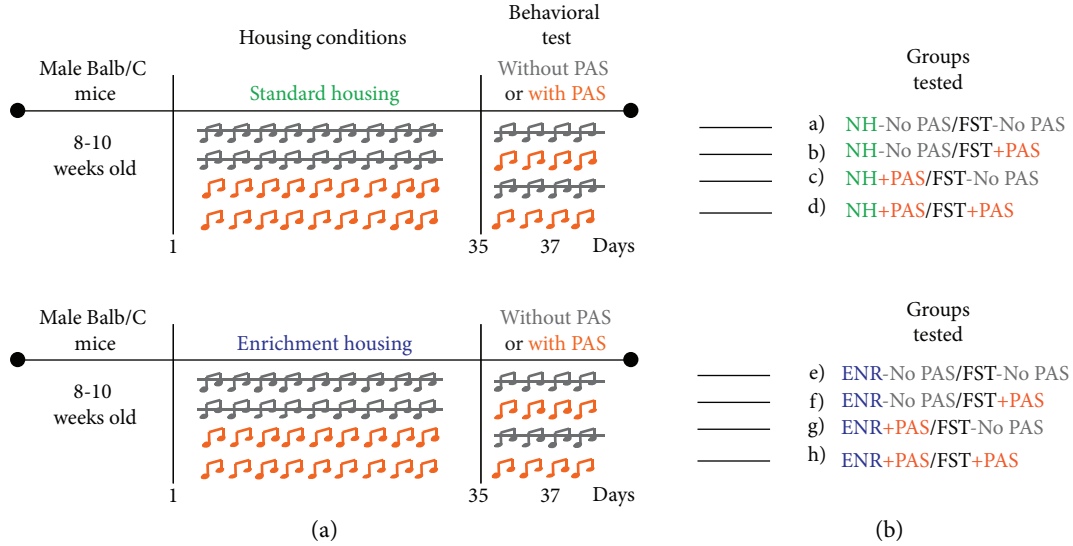 Behavioral
test
Housing conditions
Male Balb/C
mice
Standard housing
Without PAS
or with PAS
Groups
tested
8-10
weeks old
a) NH-No PAS/FST-No PAS
b) NH-No PAS/FST+PAS
c) NH+PAS/FST-No PAS
d) NH+PAS/FST+PAS
1 35 37 Days
Male Balb/C
mice
Enrichment housing
Without PAS
or with PAS
Groups
tested
8-10
weeks old
e) ENR-No PAS/FST-No PAS
f) ENR-No PAS/FST+PAS
g) ENR+PAS/FST-No PAS
h) ENR+PAS/FST+PAS
1 35 37 Days
(a) (b)